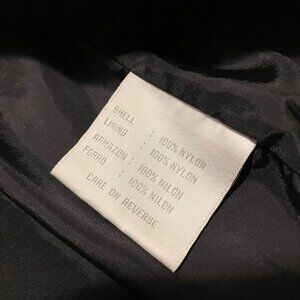 SHELL : 100% NYLON
LINING : 100% NYLON
ARMAZON : 100% NILON
FORRO : 100% NILON
CARE ON REVERSE